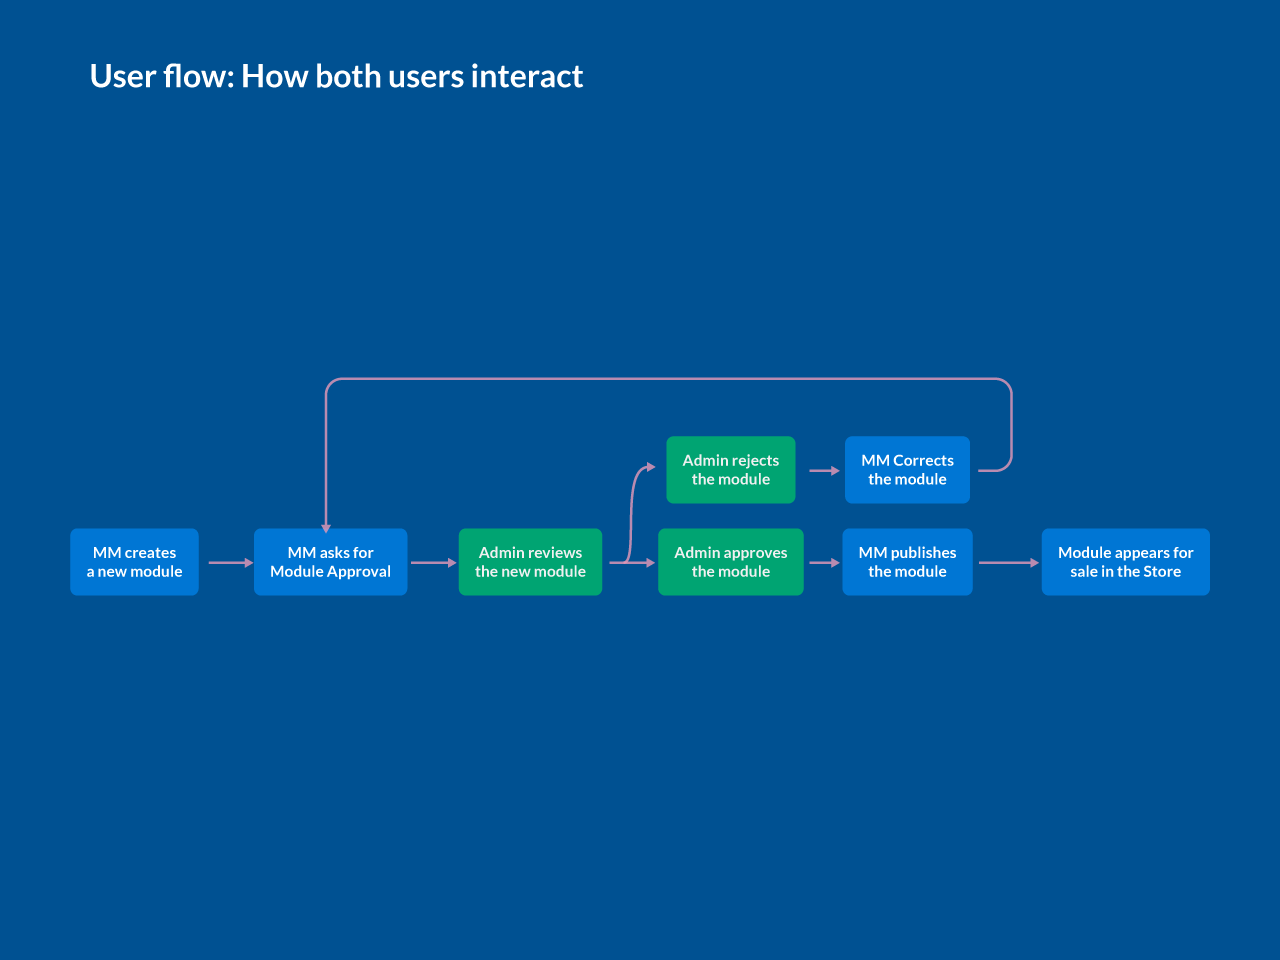 User flow: How both users interact
Admin rejects
the module
MM Corrects
the module
MM creates
a new module
MM asks for
Module Approval
Admin reviews
the new module
Admin approves
the module
MM publishes
the module
Module appears for
sale in the Store